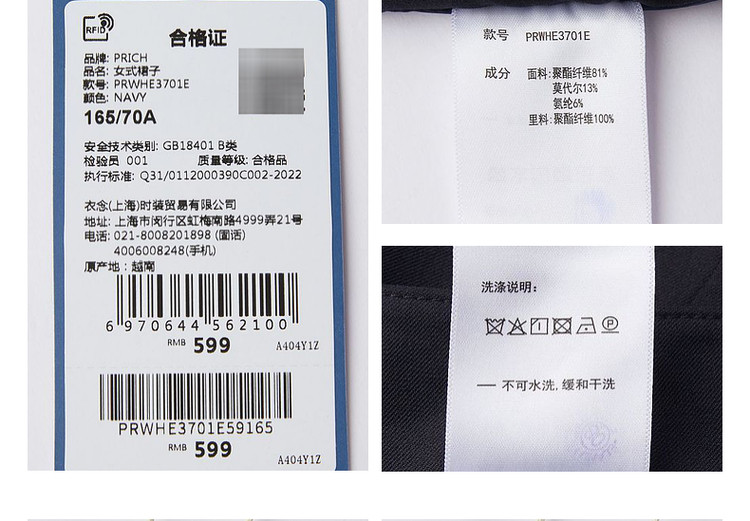 RFID
合格证
品牌: PRICH
品名: 女式裙子
款号: PRWHE3701E
颜色: NAVY
165/70A
安全技术类别: GB18401 B类
检验员 001 质量等级: 合格品
执行标准: Q31/0112000390C002-2022
衣念(上海)时装贸易有限公司
地址: 上海市闵行区虹梅南路4999弄21号
电话: 021-8008201898 (固话)
4006008248(手机)
原产地: 越南
6 970644 562100
RMB 599 A404Y1Z
PRWHE3701E59165
RMB 599
A404Y1Z
款号 PRWHE3701E
成分 面料:聚酯纤维81%
莫代尔13%
氨纶6%
里料:聚酯纤维100%
洗涤说明:
— 不可水洗,缓和干洗